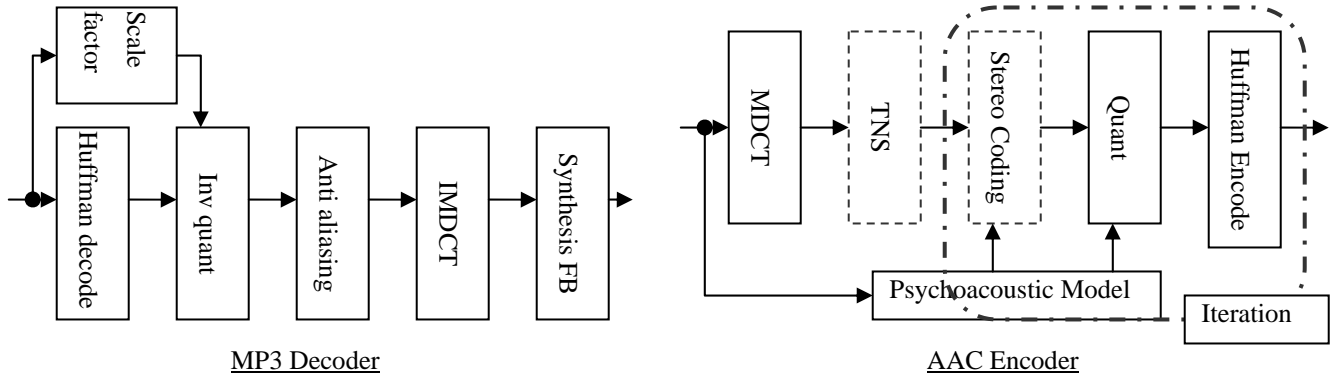 Scale
factor
Huffman decode
Inv quant
Anti aliasing
IMDCT
Synthesis FB
MP3 Decoder
MDCT
TNS
Stereo Coding
Quant
Huffman Encode
Psychoacoustic Model
Iteration
AAC Encoder